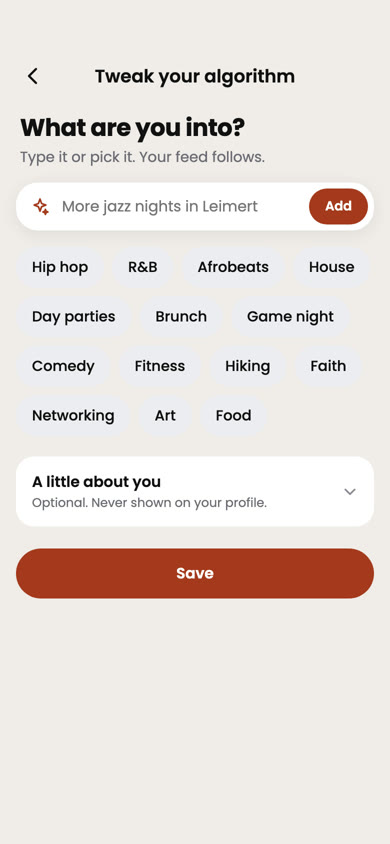 Tweak your algorithm
What are you into?
Type it or pick it. Your feed follows.
More jazz nights in Leimert Add
Hip hop R&B Afrobeats House
Day parties Brunch Game night
Comedy Fitness Hiking Faith
Networking Art Food
A little about you
Optional. Never shown on your profile.
Save